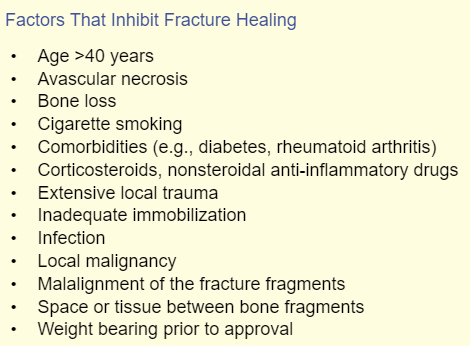 Factors That Inhibit Fracture Healing
• Age >40 years
• Avascular necrosis
• Bone loss
• Cigarette smoking
• Comorbidities (e.g., diabetes, rheumatoid arthritis)
• Corticosteroids, nonsteroidal anti-inflammatory drugs
• Extensive local trauma
• Inadequate immobilization
• Infection
• Local malignancy
• Malalignment of the fracture fragments
• Space or tissue between bone fragments
• Weight bearing prior to approval